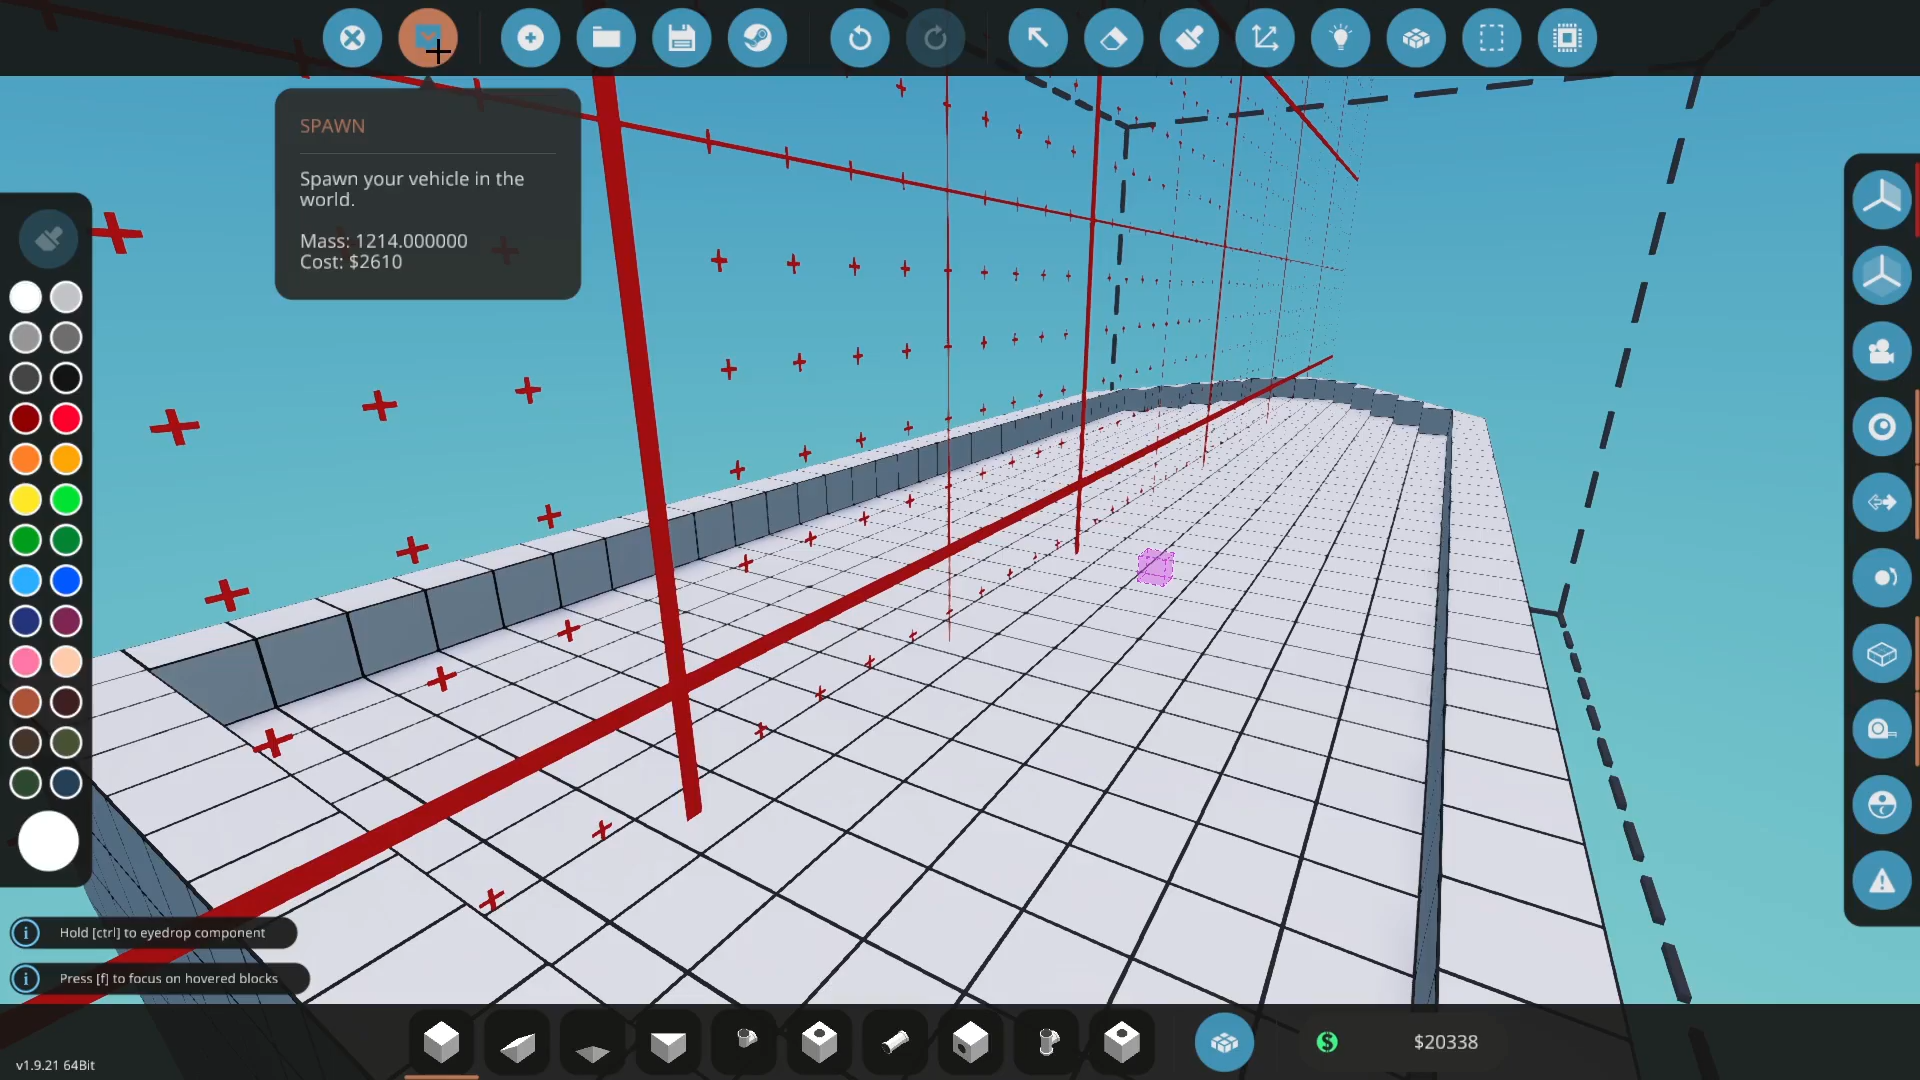 SPAWN
Spawn your vehicle in the
world.
Mass: 1214.000000
Cost: $2610
Hold [ctrl] to eyedrop component
Press [f] to focus on hovered blocks
v1.9.21 64Bit
$20338